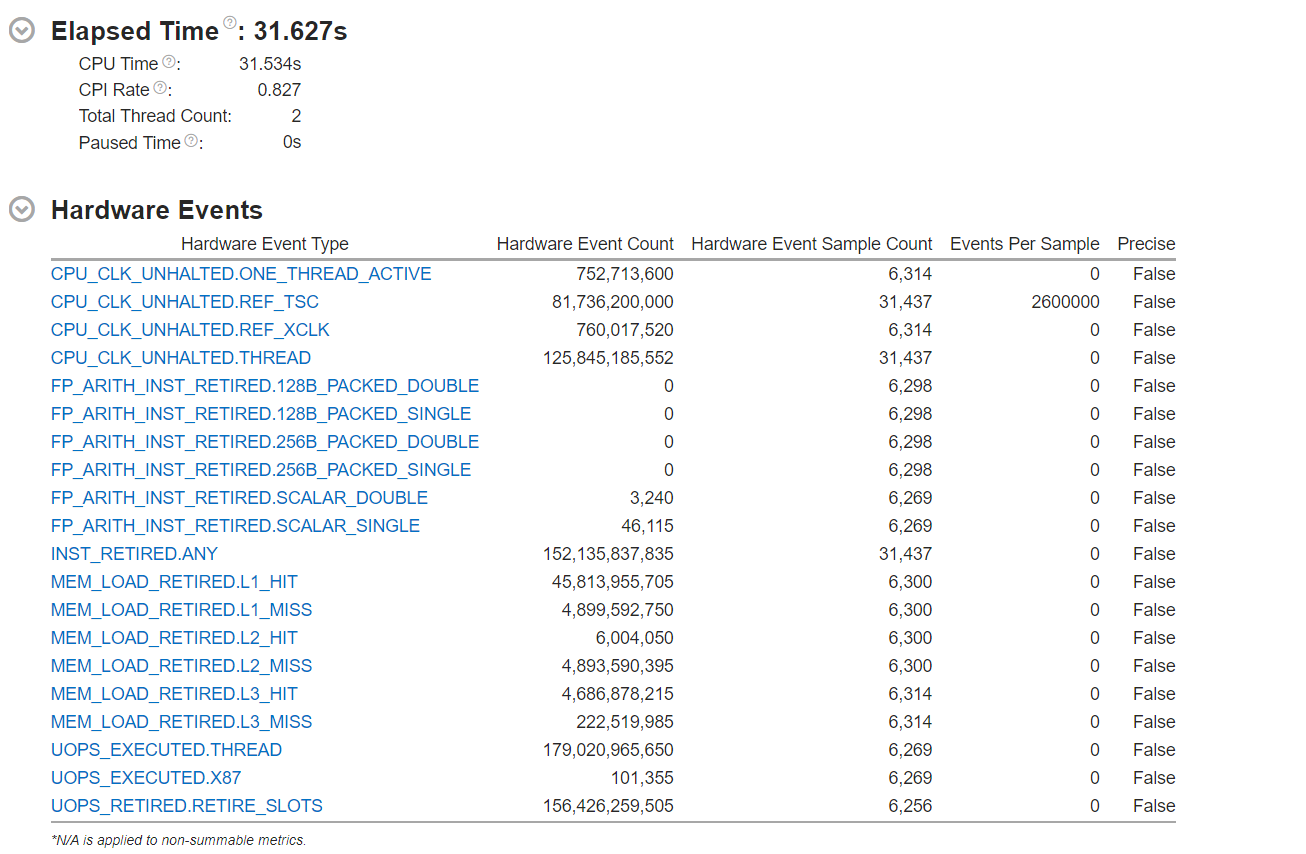 Elapsed Time ?: 31.627s
CPU Time ?: 31.534s
CPI Rate ?: 0.827
Total Thread Count: 2
Paused Time ?: 0s
Hardware Events
Hardware Event Type Hardware Event Count Hardware Event Sample Count Events Per Sample Precise
CPU_CLK_UNHALTED.ONE_THREAD_ACTIVE 752,713,600 6,314 0 False
CPU_CLK_UNHALTED.REF_TSC 81,736,200,000 31,437 2600000 False
CPU_CLK_UNHALTED.REF_XCLK 760,017,520 6,314 0 False
CPU_CLK_UNHALTED.THREAD 125,845,185,552 31,437 0 False
FP_ARITH_INST_RETIRED.128B_PACKED_DOUBLE 0 6,298 0 False
FP_ARITH_INST_RETIRED.128B_PACKED_SINGLE 0 6,298 0 False
FP_ARITH_INST_RETIRED.256B_PACKED_DOUBLE 0 6,298 0 False
FP_ARITH_INST_RETIRED.256B_PACKED_SINGLE 0 6,298 0 False
FP_ARITH_INST_RETIRED.SCALAR_DOUBLE 3,240 6,269 0 False
FP_ARITH_INST_RETIRED.SCALAR_SINGLE 46,115 6,269 0 False
INST_RETIRED.ANY 152,135,837,835 31,437 0 False
MEM_LOAD_RETIRED.L1_HIT 45,813,955,705 6,300 0 False
MEM_LOAD_RETIRED.L1_MISS 4,899,592,750 6,300 0 False
MEM_LOAD_RETIRED.L2_HIT 6,004,050 6,300 0 False
MEM_LOAD_RETIRED.L2_MISS 4,893,590,395 6,300 0 False
MEM_LOAD_RETIRED.L3_HIT 4,686,878,215 6,314 0 False
MEM_LOAD_RETIRED.L3_MISS 222,519,985 6,314 0 False
UOPS_EXECUTED.THREAD 179,020,965,650 6,269 0 False
UOPS_EXECUTED.X87 101,355 6,269 0 False
UOPS_RETIRED.RETIRE_SLOTS 156,426,259,505 6,256 0 False
*N/A is applied to non-summable metrics.